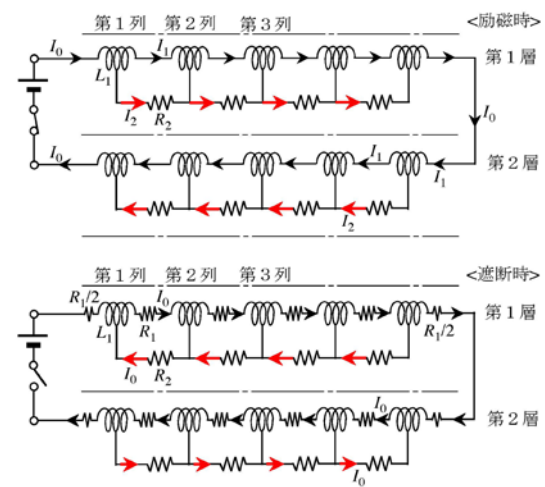 第１列 第２列 第３列 <励磁時>
I0 I1 第１層
L1
I2 R2 I0
I0 I1 第２層
I1
I2
第１列 第２列 第３列 <遮断時>
R1/2 I0 第１層
L1 R1 R1/2
I0 R2
I0 第２層
I0